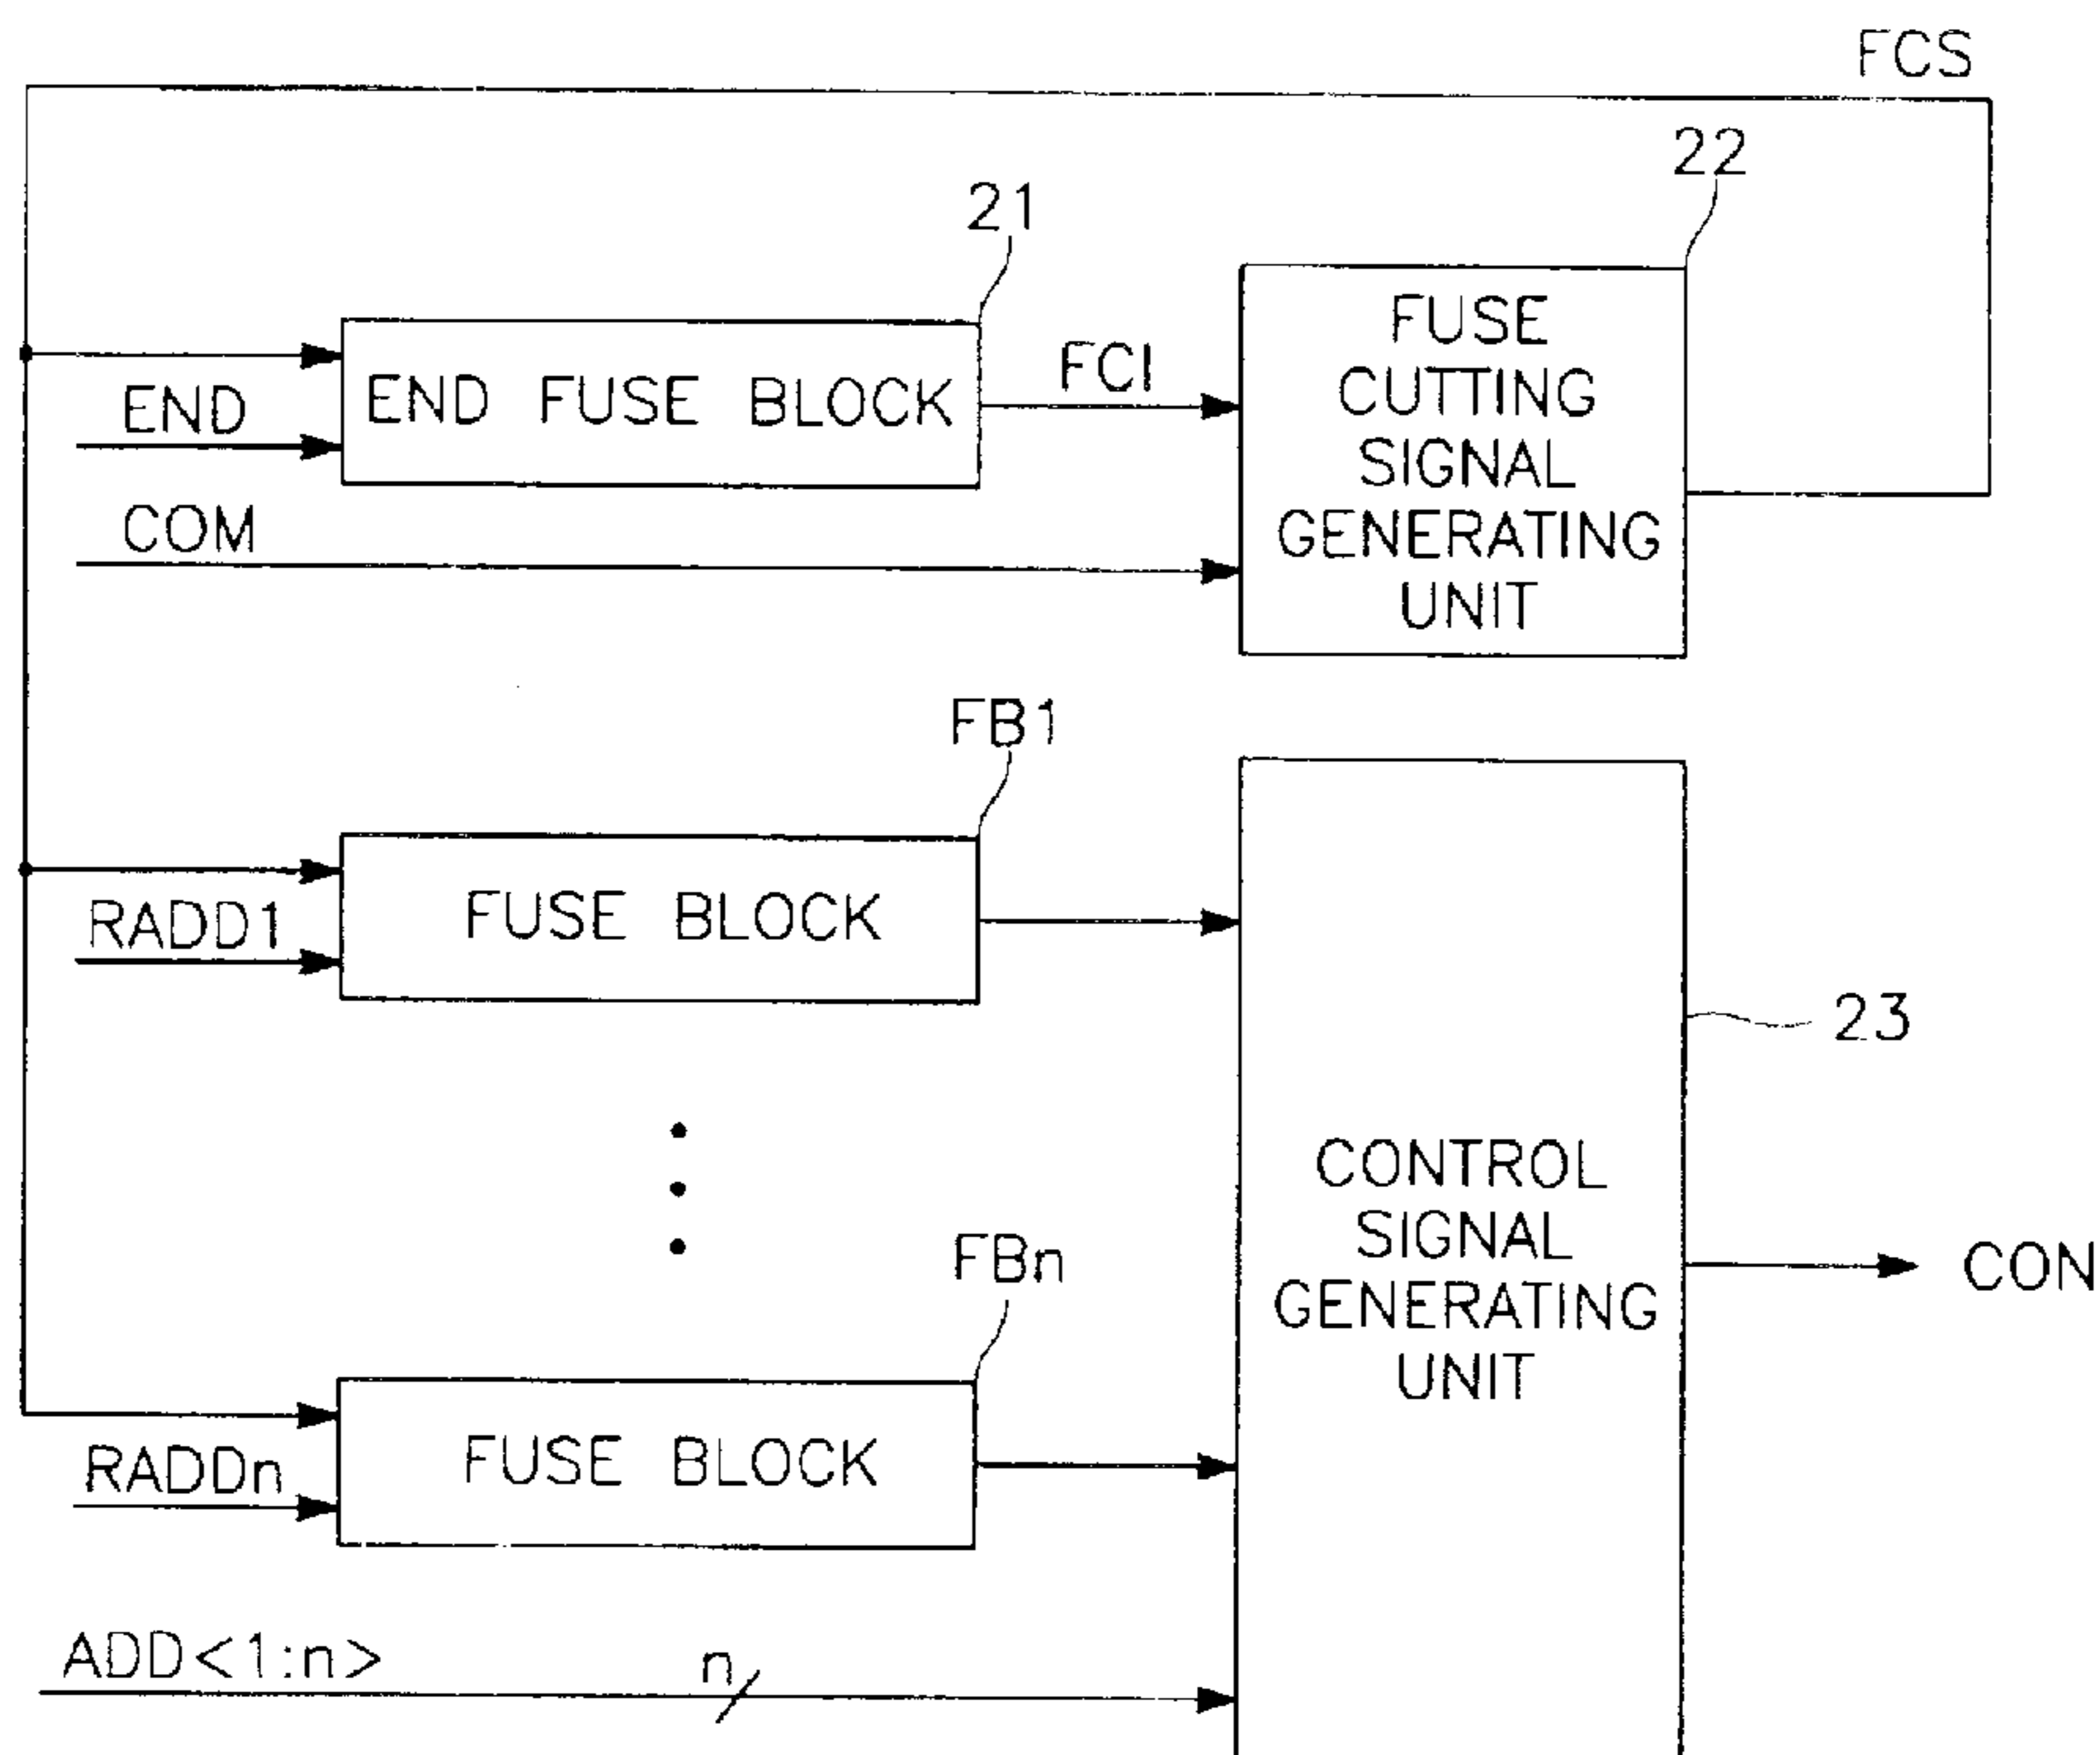 FCS
22
21
FUSE
CUTTING
SIGNAL
GENERATING
UNIT
END FUSE BLOCK
FCI
END
COM
FB1
FUSE BLOCK
RADD1
23
CONTROL
SIGNAL
GENERATING
UNIT
CON
FBn
FUSE BLOCK
RADDn
ADD<1:n>
n